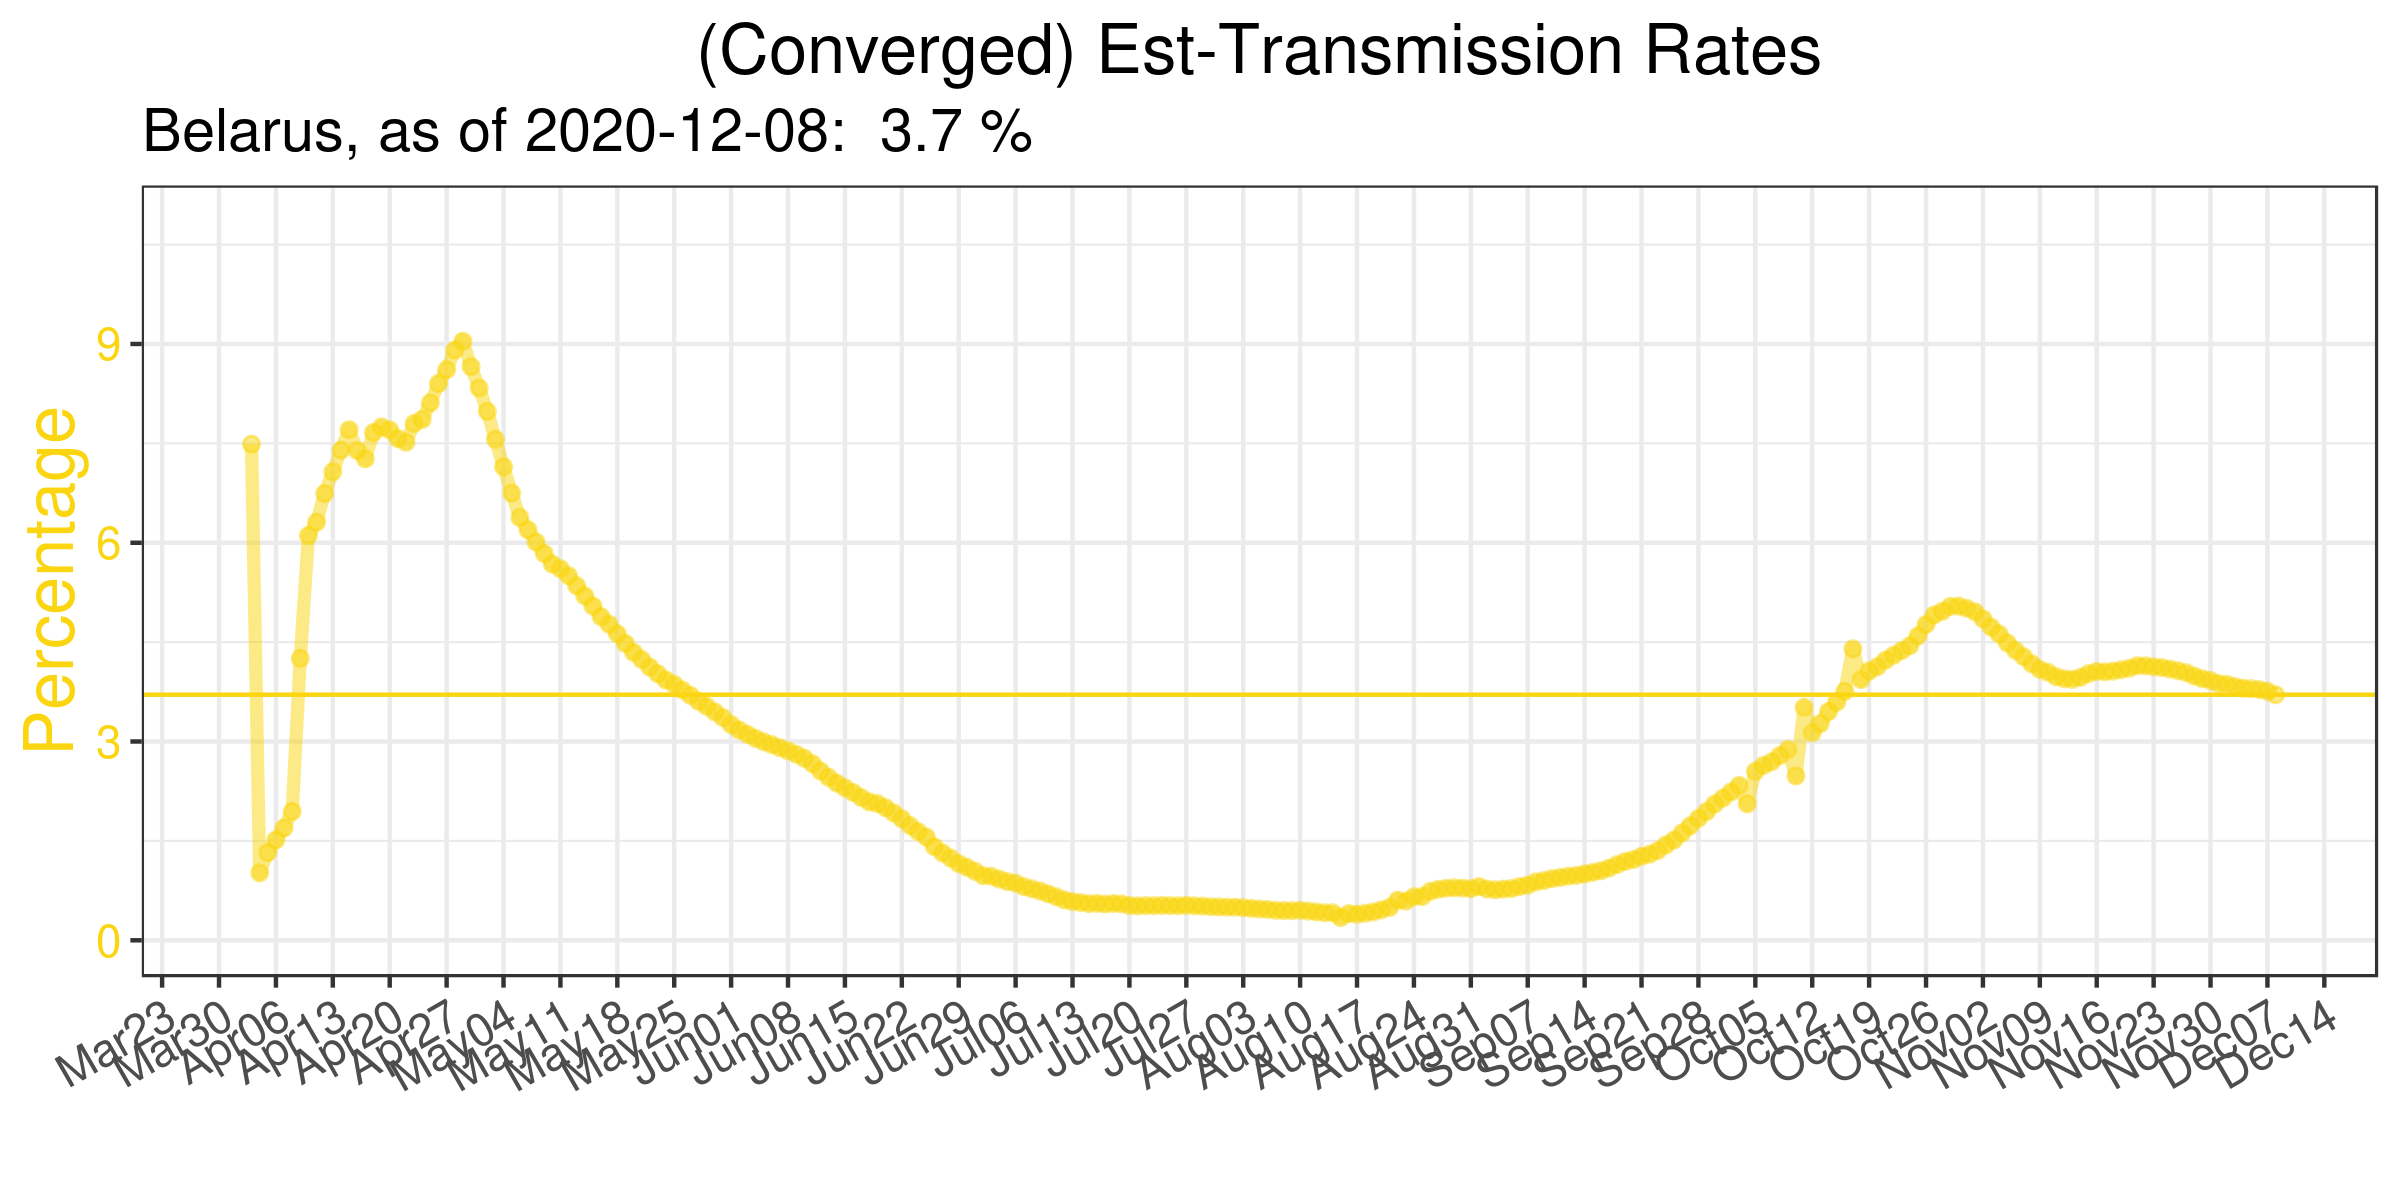 (Converged) Est-Transmission Rates
Belarus, as of 2020-12-08:  3.7 %
Percentage
9
6
3
0
Mar23
Mar30
Apr06
Apr13
Apr20
Apr27
May04
May11
May18
May25
Jun01
Jun08
Jun15
Jun22
Jun29
Jul06
Jul13
Jul20
Jul27
Aug03
Aug10
Aug17
Aug24
Aug31
Sep07
Sep14
Sep21
Sep28
Oct05
Oct12
Oct19
Oct26
Nov02
Nov09
Nov16
Nov23
Nov30
Dec07
Dec14